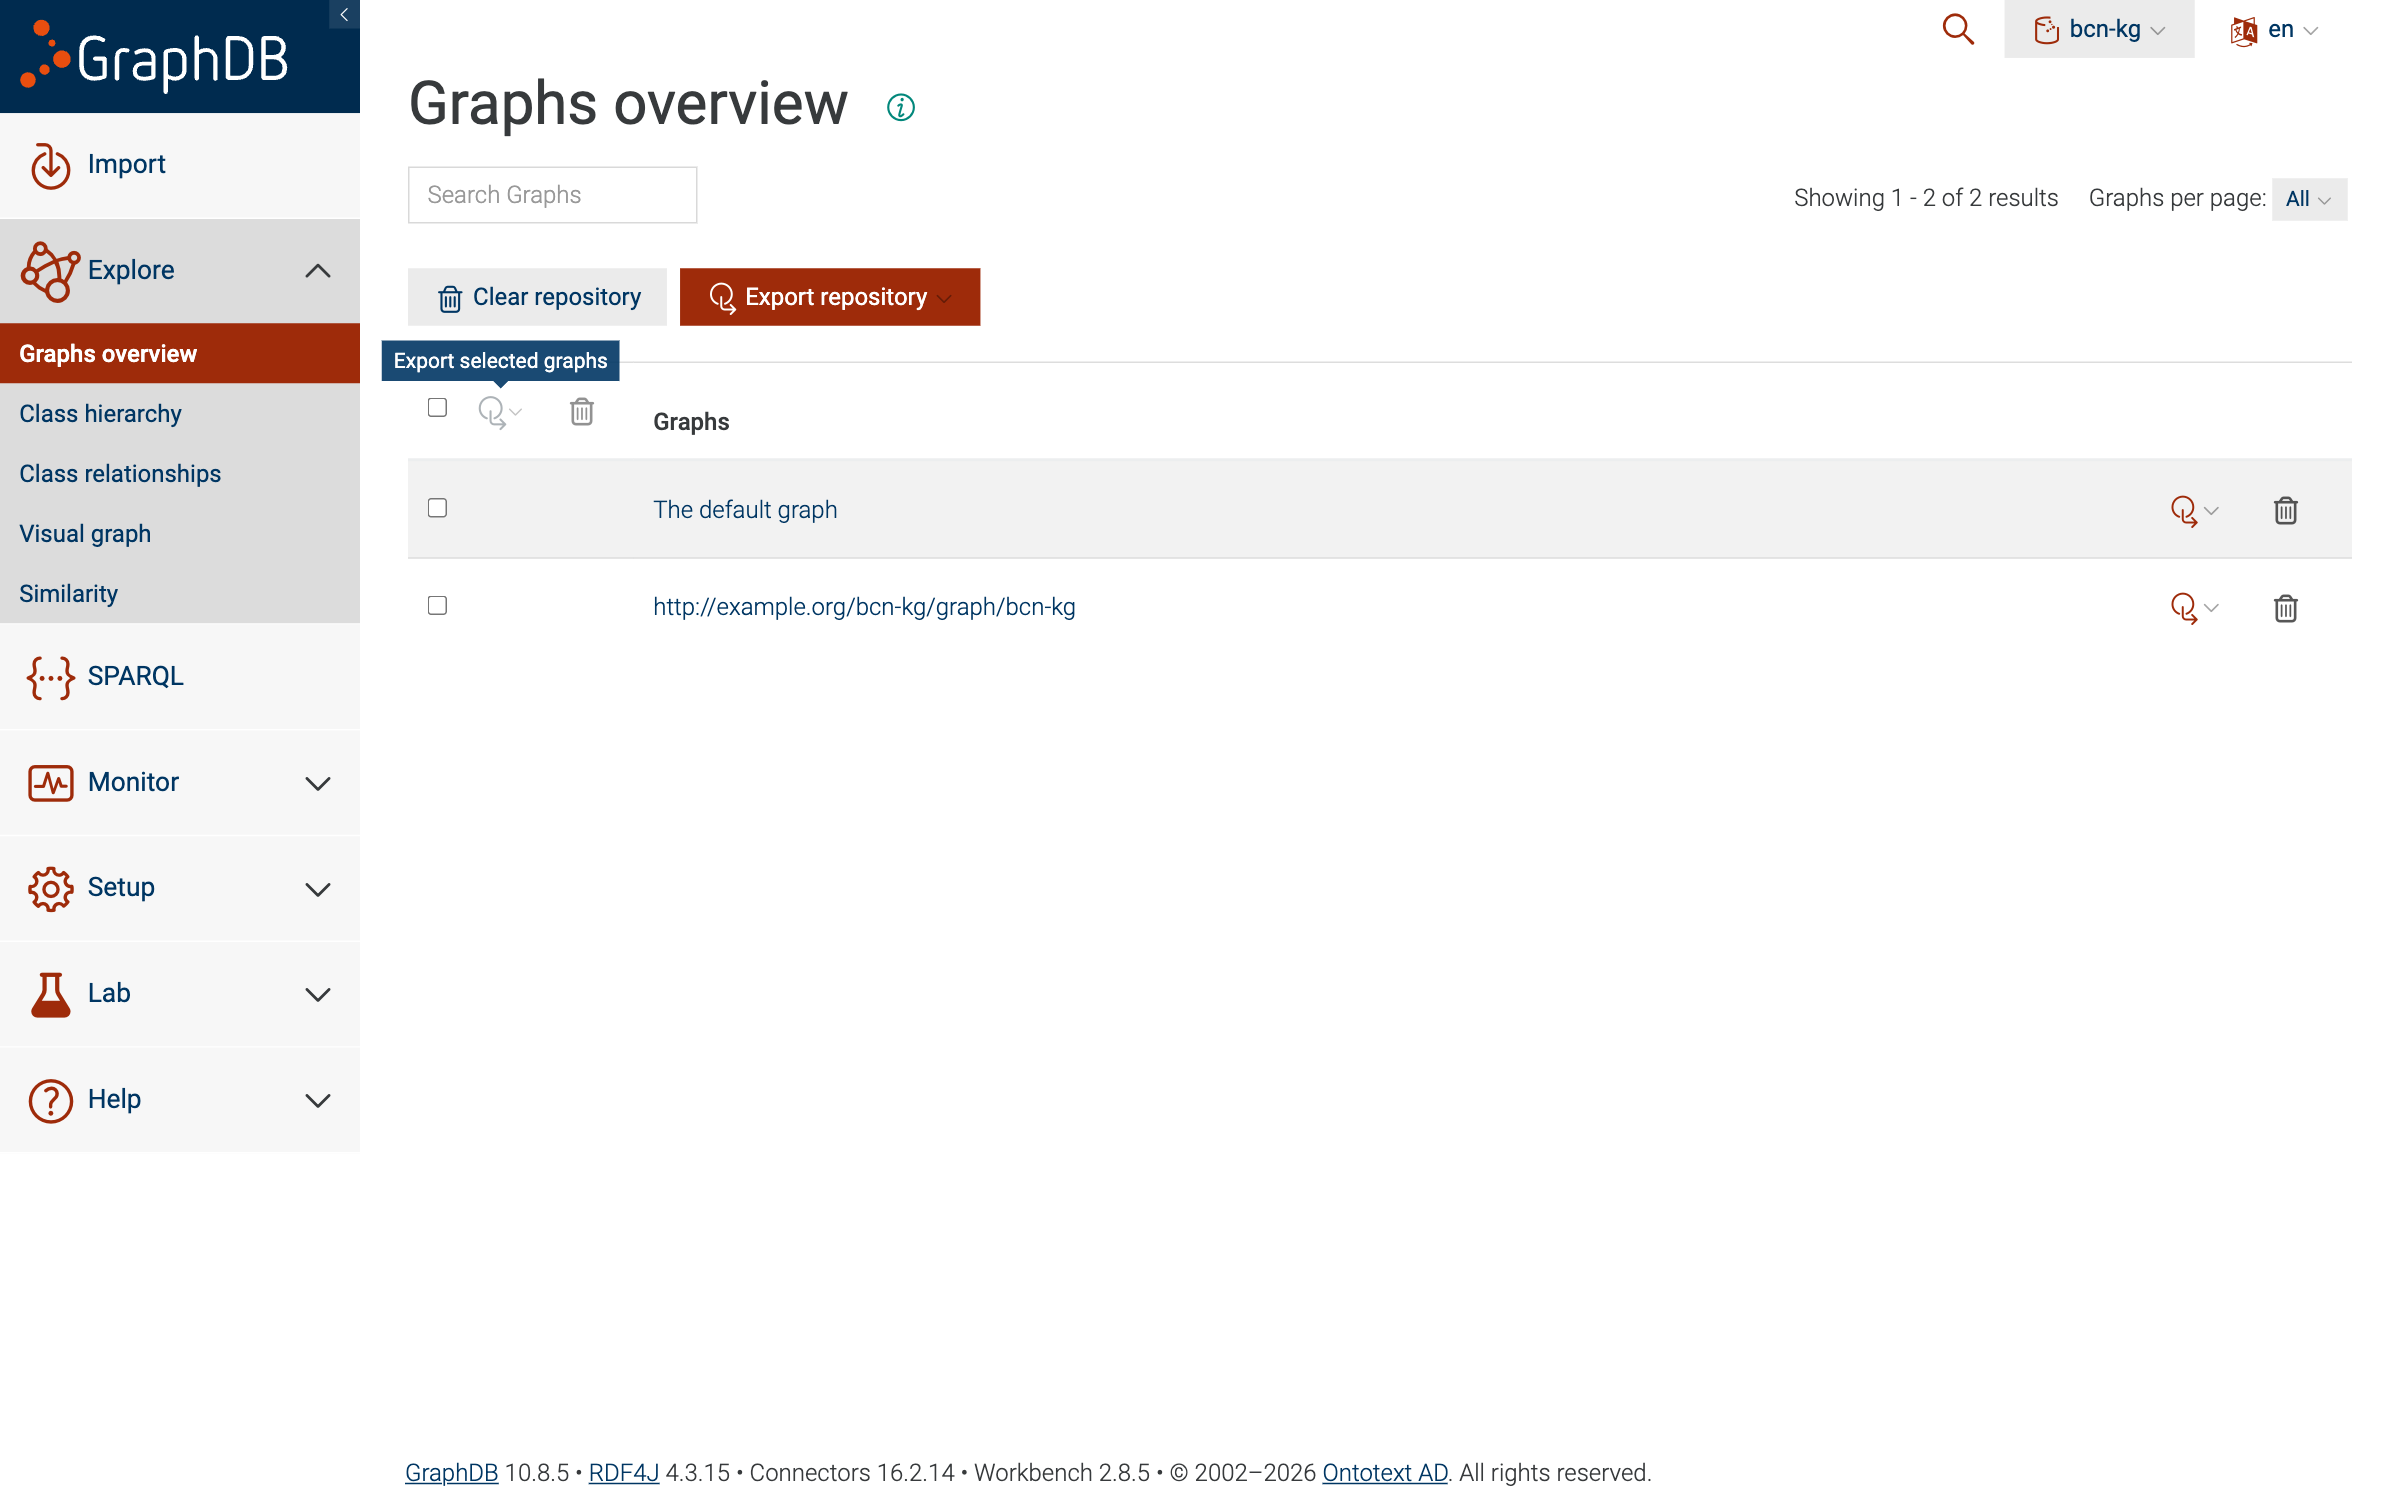 GraphDB
bcn-kg
en
Graphs overview
Import
Search Graphs
Showing 1 - 2 of 2 results
Graphs per page: All
Explore
Clear repository
Export repository
Graphs overview
Export selected graphs
Class hierarchy
Graphs
Class relationships
The default graph
Visual graph
Similarity
http://example.org/bcn-kg/graph/bcn-kg
SPARQL
Monitor
Setup
Lab
Help
GraphDB 10.8.5 • RDF4J 4.3.15 • Connectors 16.2.14 • Workbench 2.8.5 • © 2002–2026 Ontotext AD. All rights reserved.